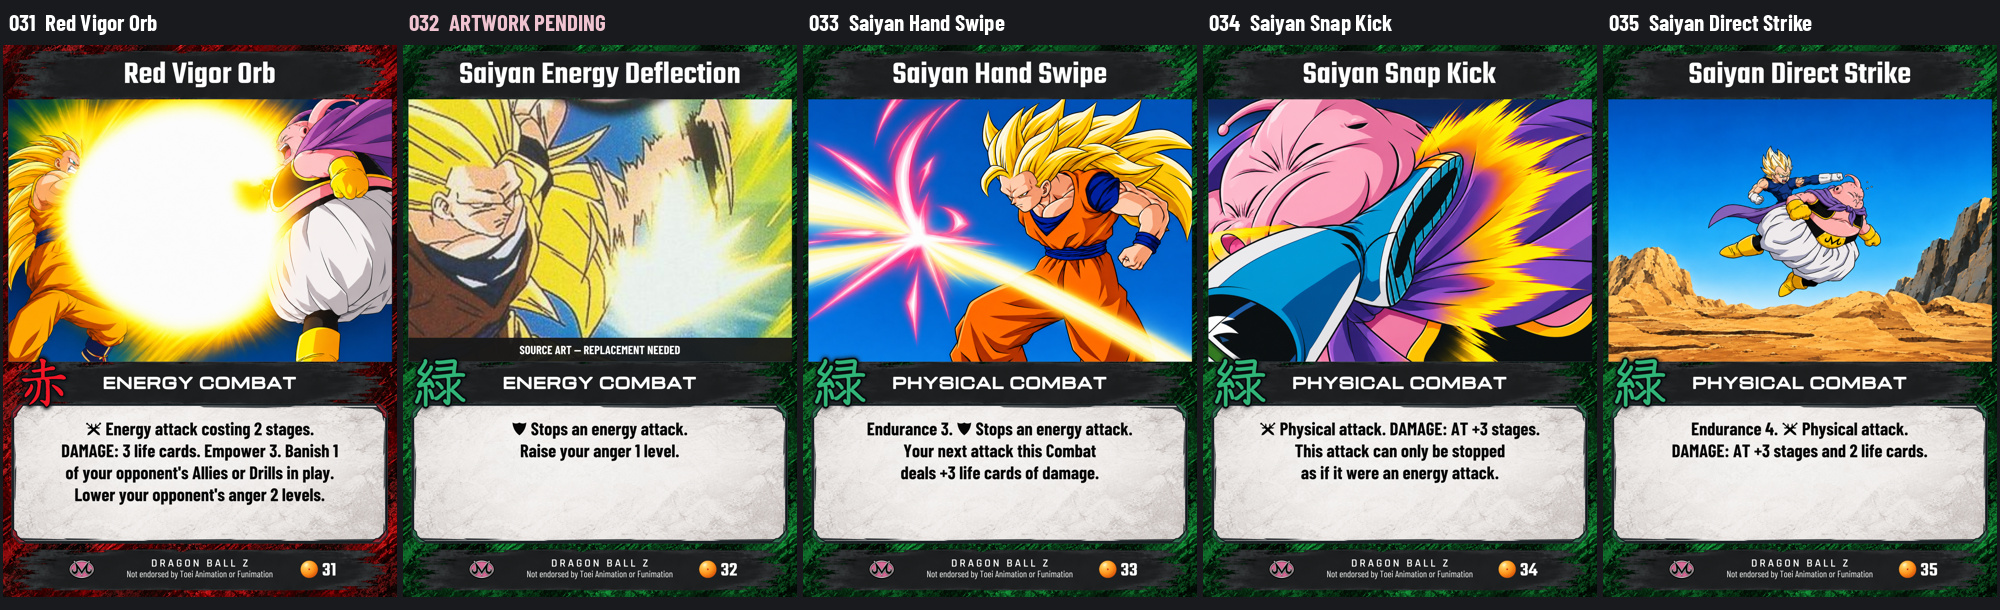 031 Red Vigor Orb
Red Vigor Orb
赤
ENERGY COMBAT
Energy attack costing 2 stages.
DAMAGE: 3 life cards. Empower 3. Banish 1
of your opponent's Allies or Drills in play.
Lower your opponent's anger 2 levels.
DRAGON BALL Z
Not endorsed by Toei Animation or Funimation
31
032 ARTWORK PENDING
Saiyan Energy Deflection
SOURCE ART – REPLACEMENT NEEDED
緑
ENERGY COMBAT
Stops an energy attack.
Raise your anger 1 level.
DRAGON BALL Z
Not endorsed by Toei Animation or Funimation
32
033 Saiyan Hand Swipe
Saiyan Hand Swipe
緑
PHYSICAL COMBAT
Endurance 3. Stops an energy attack.
Your next attack this Combat
deals +3 life cards of damage.
DRAGON BALL Z
Not endorsed by Toei Animation or Funimation
33
034 Saiyan Snap Kick
Saiyan Snap Kick
緑
PHYSICAL COMBAT
Physical attack. DAMAGE: AT +3 stages.
This attack can only be stopped
as if it were an energy attack.
DRAGON BALL Z
Not endorsed by Toei Animation or Funimation
34
035 Saiyan Direct Strike
Saiyan Direct Strike
緑
PHYSICAL COMBAT
Endurance 4. Physical attack.
DAMAGE: AT +3 stages and 2 life cards.
DRAGON BALL Z
Not endorsed by Toei Animation or Funimation
35